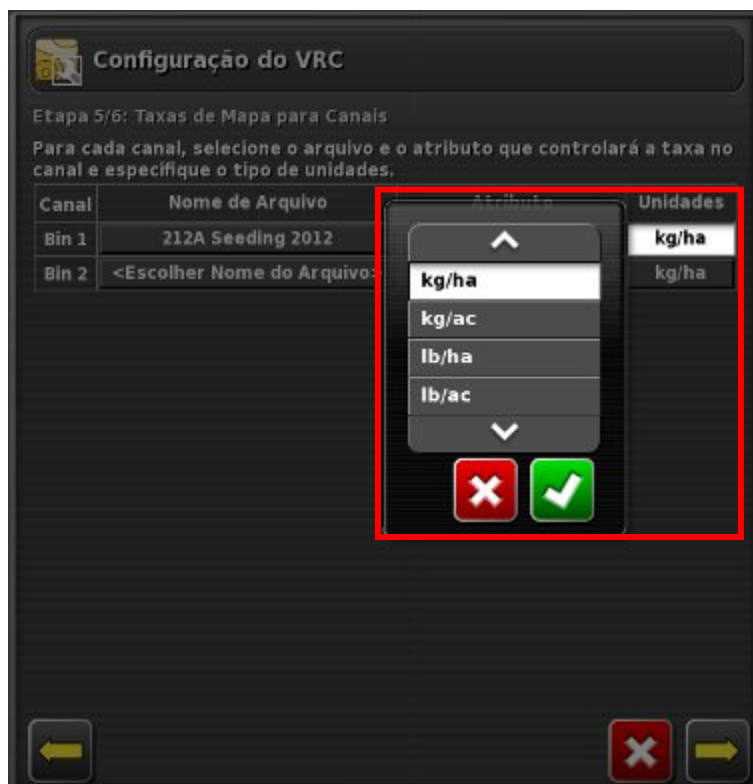 Configuração do VRC
Etapa 5/6: Taxas de Mapa para Canais
Para cada canal, selecione o arquivo e o atributo que controlará a taxa no
canal e especifique o tipo de unidades.
Canal Nome de Arquivo Atributo Unidades
Bin 1 212A Seeding 2012 kg/ha
Bin 2 <Escolher Nome do Arquivo> kg/ha
kg/ha
kg/ac
lb/ha
lb/ac